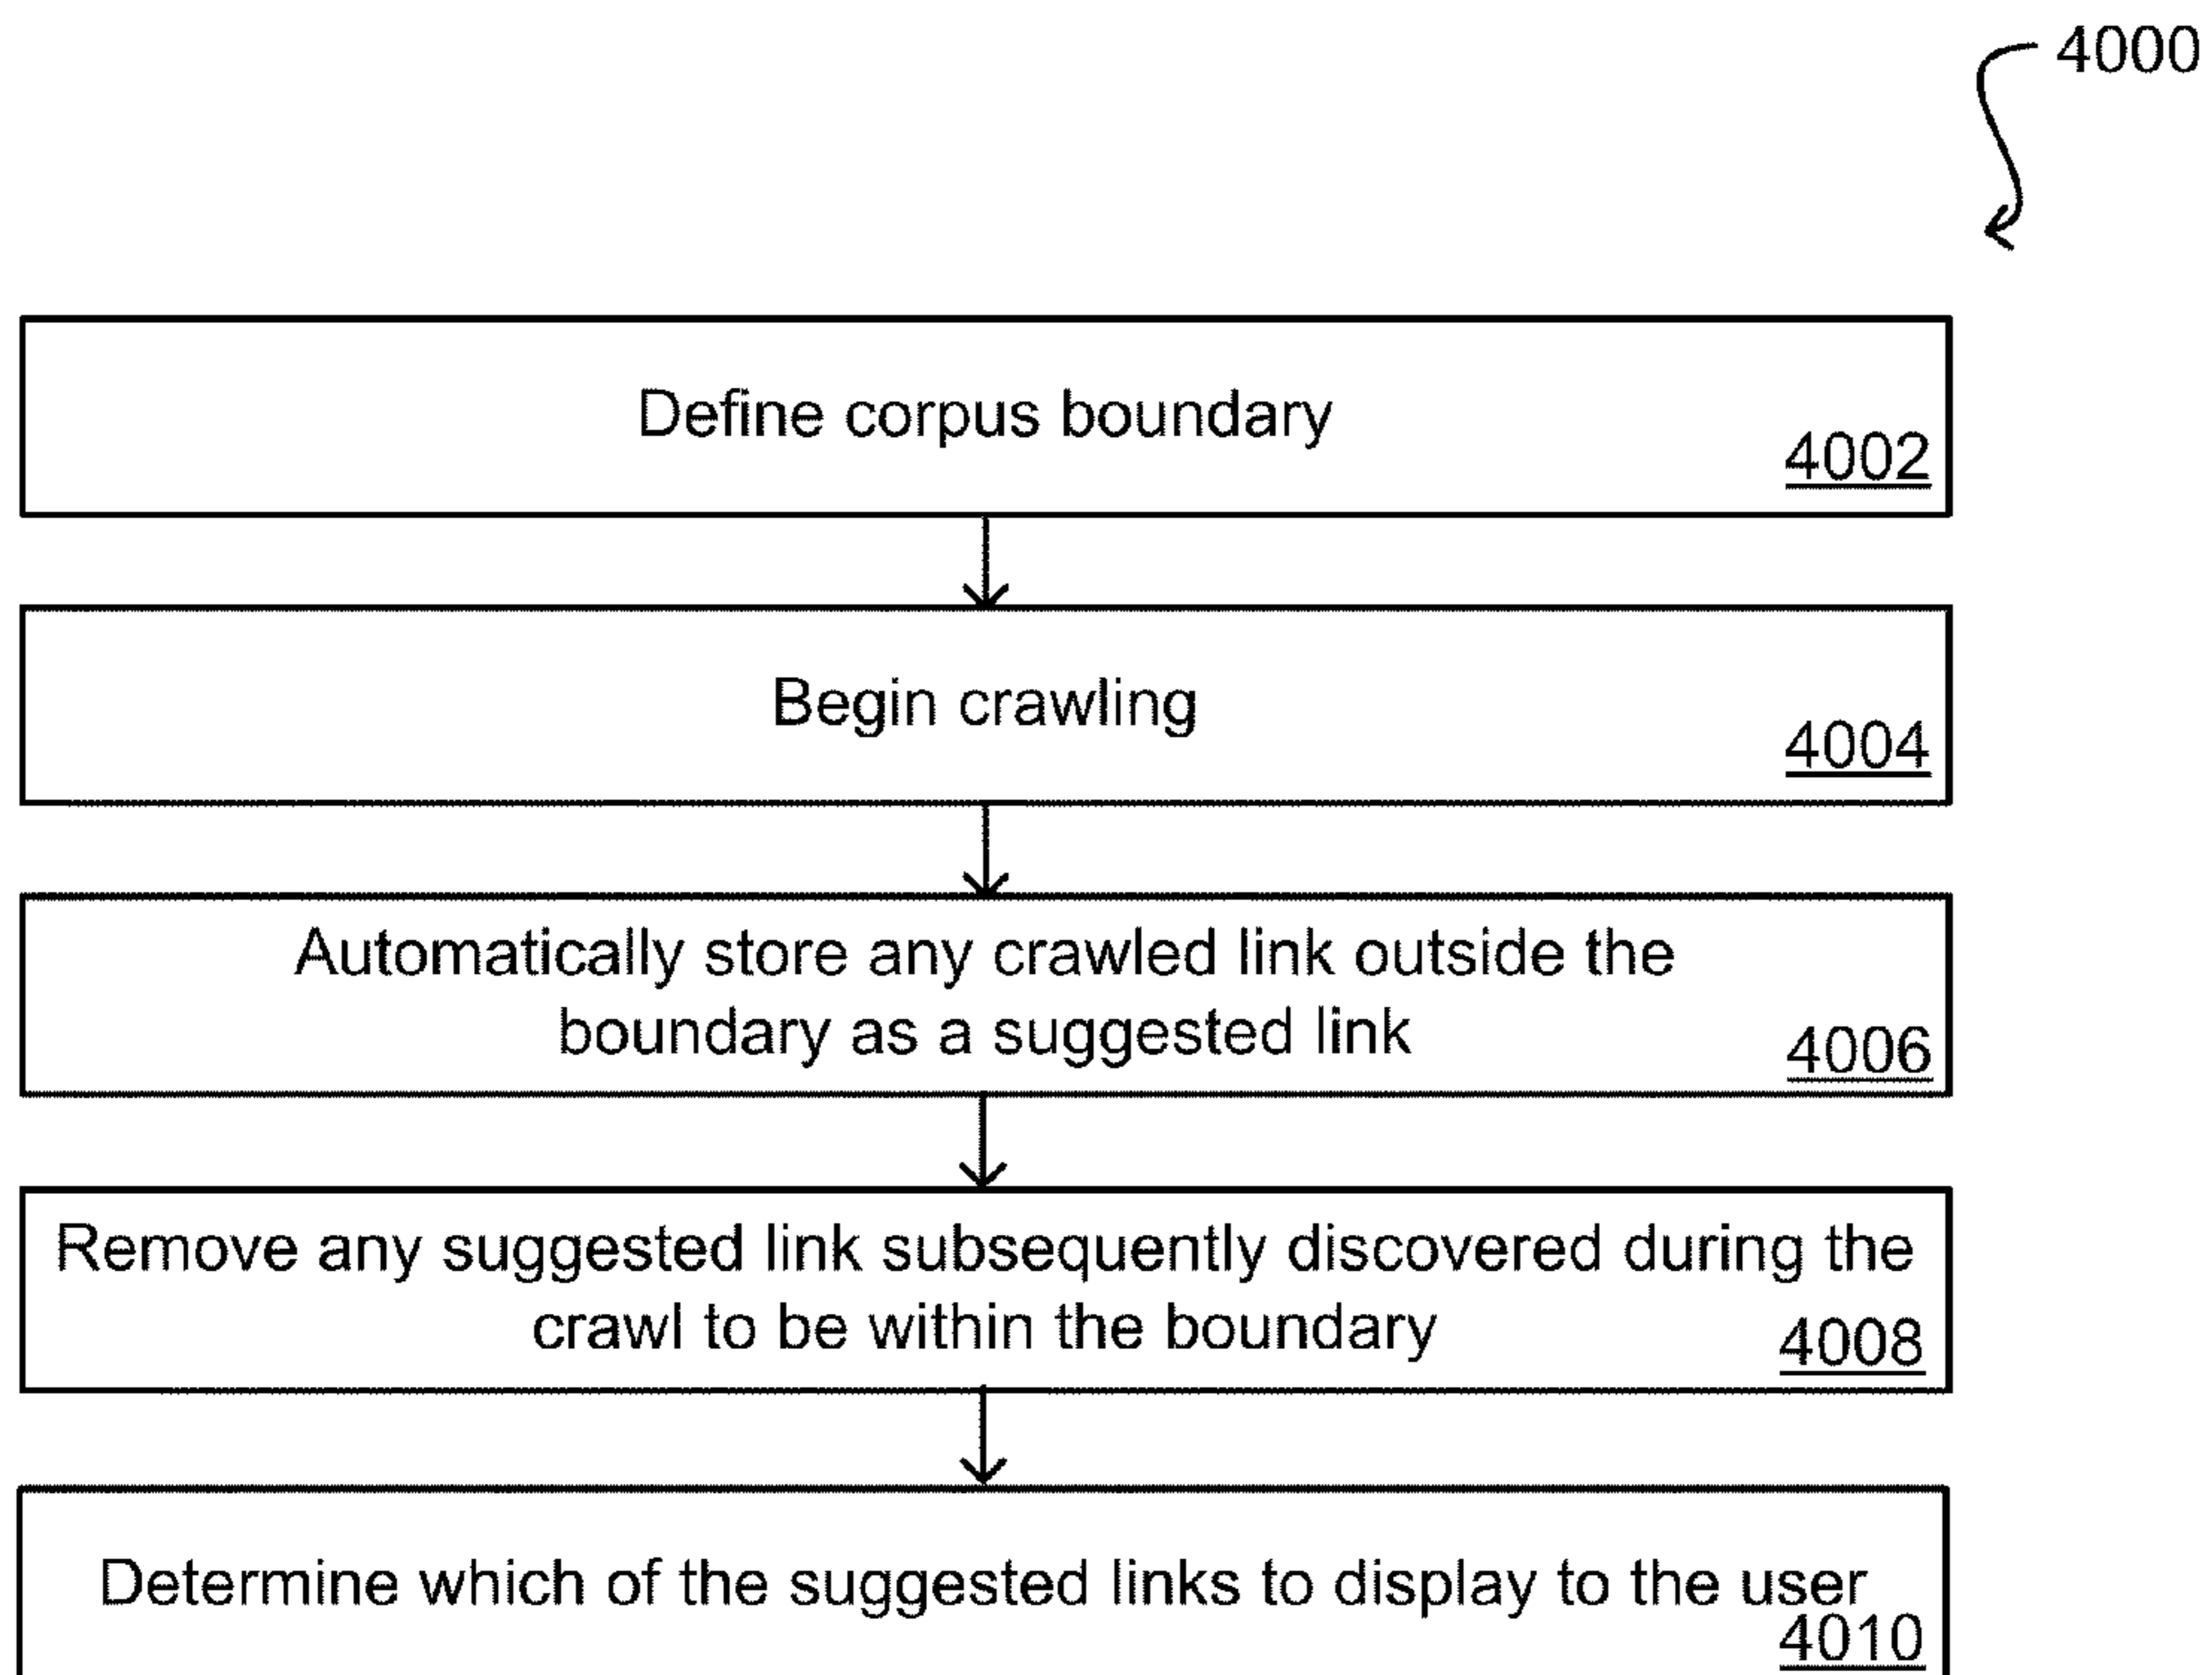 4000
Define corpus boundary
4002
Begin crawling
4004
Automatically store any crawled link outside the
boundary as a suggested link
4006
Remove any suggested link subsequently discovered during the
crawl to be within the boundary
4008
Determine which of the suggested links to display to the user
4010